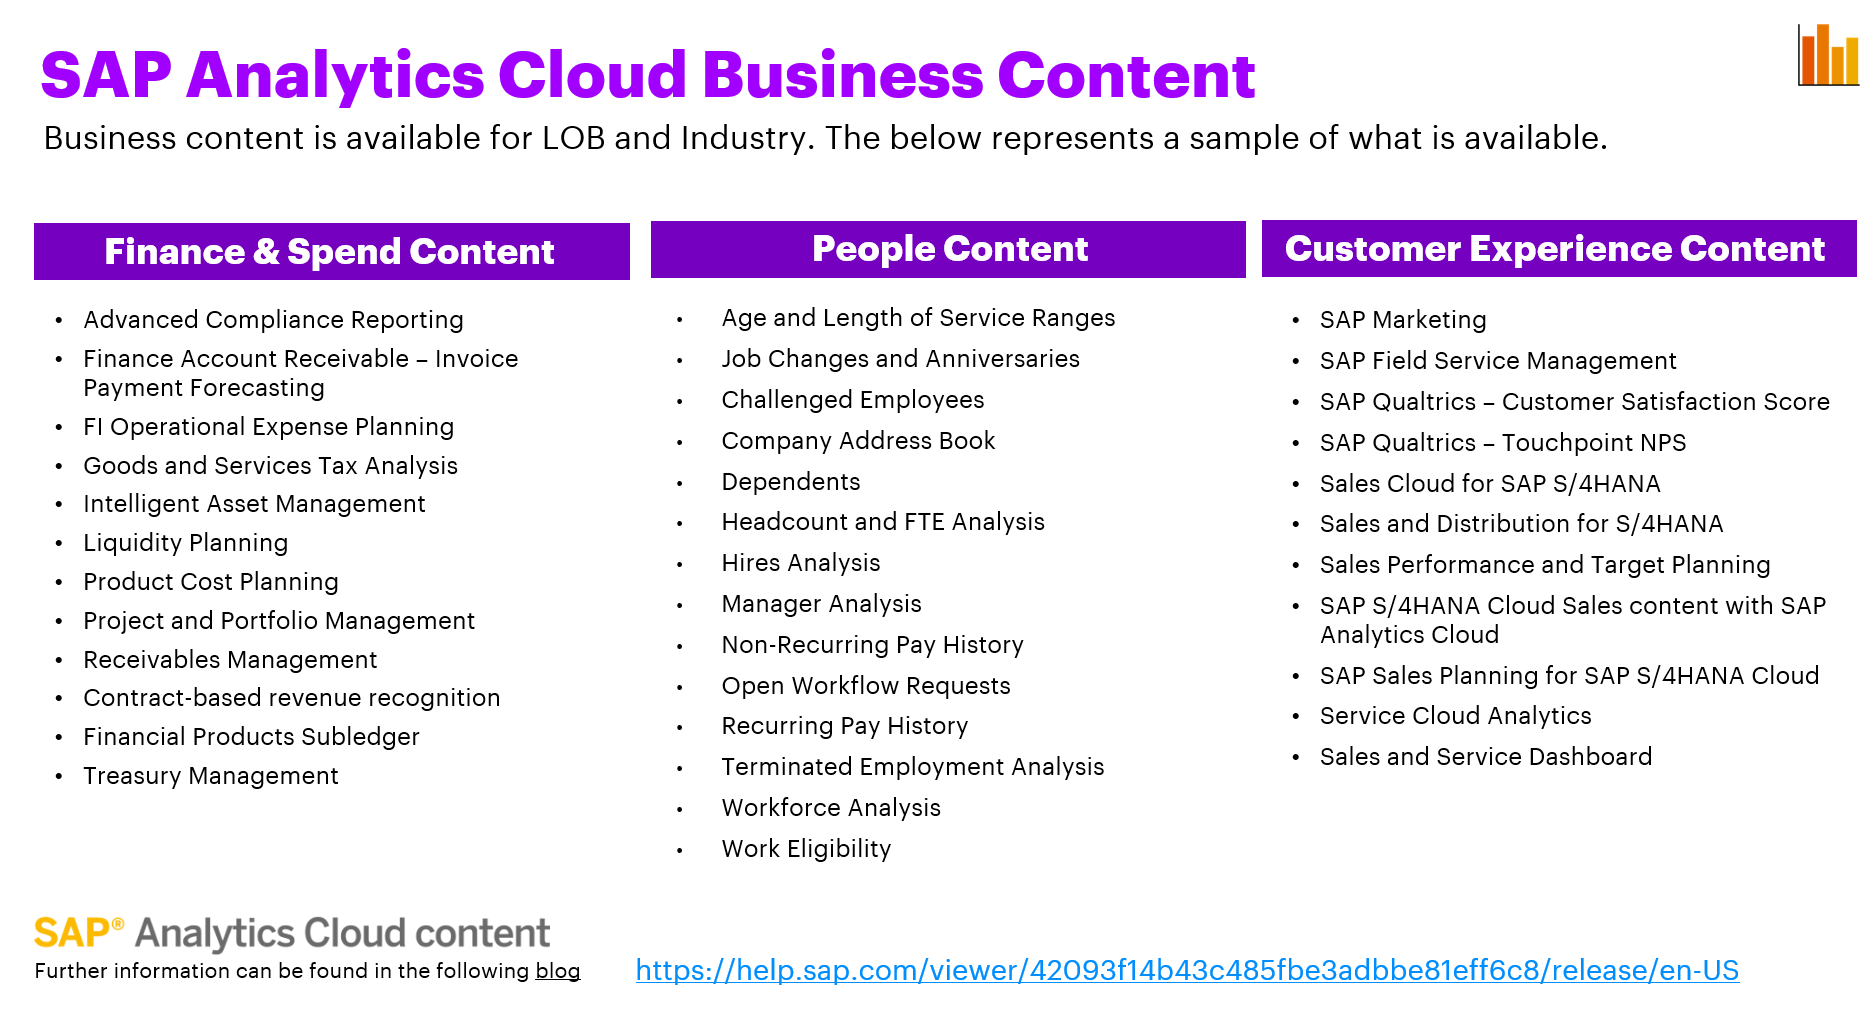 SAP Analytics Cloud Business Content
Business content is available for LOB and Industry. The below represents a sample of what is available.
Finance & Spend Content
• Advanced Compliance Reporting
• Finance Account Receivable – Invoice
Payment Forecasting
• FI Operational Expense Planning
• Goods and Services Tax Analysis
• Intelligent Asset Management
• Liquidity Planning
• Product Cost Planning
• Project and Portfolio Management
• Receivables Management
• Contract-based revenue recognition
• Financial Products Subledger
• Treasury Management
People Content
• Age and Length of Service Ranges
• Job Changes and Anniversaries
• Challenged Employees
• Company Address Book
• Dependents
• Headcount and FTE Analysis
• Hires Analysis
• Manager Analysis
• Non-Recurring Pay History
• Open Workflow Requests
• Recurring Pay History
• Terminated Employment Analysis
• Workforce Analysis
• Work Eligibility
Customer Experience Content
• SAP Marketing
• SAP Field Service Management
• SAP Qualtrics – Customer Satisfaction Score
• SAP Qualtrics – Touchpoint NPS
• Sales Cloud for SAP S/4HANA
• Sales and Distribution for S/4HANA
• Sales Performance and Target Planning
• SAP S/4HANA Cloud Sales content with SAP
Analytics Cloud
• SAP Sales Planning for SAP S/4HANA Cloud
• Service Cloud Analytics
• Sales and Service Dashboard
SAP® Analytics Cloud content
Further information can be found in the following blog
https://help.sap.com/viewer/42093f14b43c485fbe3adbbe81eff6c8/release/en-US